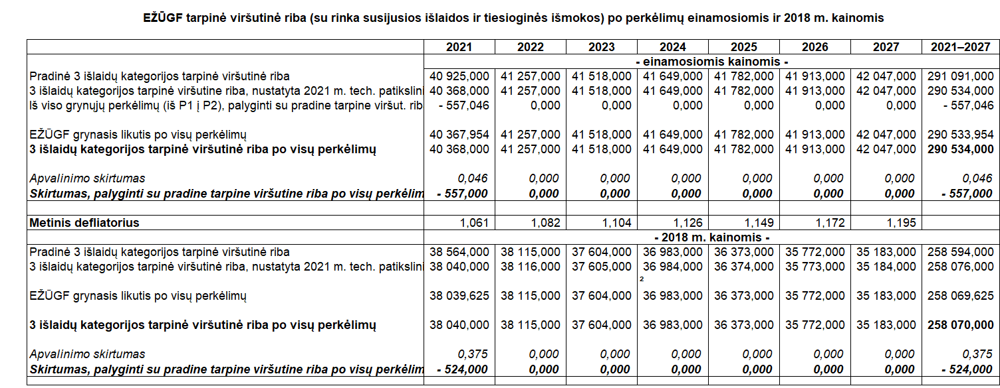 EŽŪGF tarpinė viršutinė riba (su rinka susijusios išlaidos ir tiesioginės išmokos) po perkėlimų einamosiomis ir 2018 m. kainomis
2021 2022 2023 2024 2025 2026 2027 2021–2027
- einamosiomis kainomis -
Pradinė 3 išlaidų kategorijos tarpinė viršutinė riba 40 925,000 41 257,000 41 518,000 41 649,000 41 782,000 41 913,000 42 047,000 291 091,000
3 išlaidų kategorijos tarpinė viršutine riba, nustatyta 2021 m. tech. patikslini 40 368,000 41 257,000 41 518,000 41 649,000 41 782,000 41 913,000 42 047,000 290 534,000
Iš viso grynųjų perkėlimų (iš P1 į P2), palyginti su pradine tarpine viršut. rib - 557,046 0,000 0,000 0,000 0,000 0,000 0,000 - 557,046
EŽŪGF grynasis likutis po visų perkėlimų 40 367,954 41 257,000 41 518,000 41 649,000 41 782,000 41 913,000 42 047,000 290 533,954
3 išlaidų kategorijos tarpinė viršutinė riba po visų perkėlimų 40 368,000 41 257,000 41 518,000 41 649,000 41 782,000 41 913,000 42 047,000 290 534,000
Apvalinimo skirtumas 0,046 0,000 0,000 0,000 0,000 0,000 0,000 0,046
Skirtumas, palyginti su pradine tarpine viršutine riba po visų perkėlim - 557,000 0,000 0,000 0,000 0,000 0,000 0,000 - 557,000
Metinis defliatorius 1,061 1,082 1,104 1,126 1,149 1,172 1,195
- 2018 m. kainomis -
Pradinė 3 išlaidų kategorijos tarpinė viršutinė riba 38 564,000 38 115,000 37 604,000 36 983,000 36 373,000 35 772,000 35 183,000 258 594,000
3 išlaidų kategorijos tarpinė viršutinė riba, nustatyta 2021 m. tech. patikslini 38 040,000 38 116,000 37 605,000 36 984,000 36 374,000 35 773,000 35 184,000 258 076,000
²
EŽŪGF grynasis likutis po visų perkėlimų 38 039,625 38 115,000 37 604,000 36 983,000 36 373,000 35 772,000 35 183,000 258 069,625
3 išlaidų kategorijos tarpinė viršutinė riba po visų perkėlimų 38 040,000 38 115,000 37 604,000 36 983,000 36 373,000 35 772,000 35 183,000 258 070,000
Apvalinimo skirtumas 0,375 0,000 0,000 0,000 0,000 0,000 0,000 0,375
Skirtumas, palyginti su pradine tarpine viršutine riba po visų perkėlim - 524,000 0,000 0,000 0,000 0,000 0,000 0,000 - 524,000